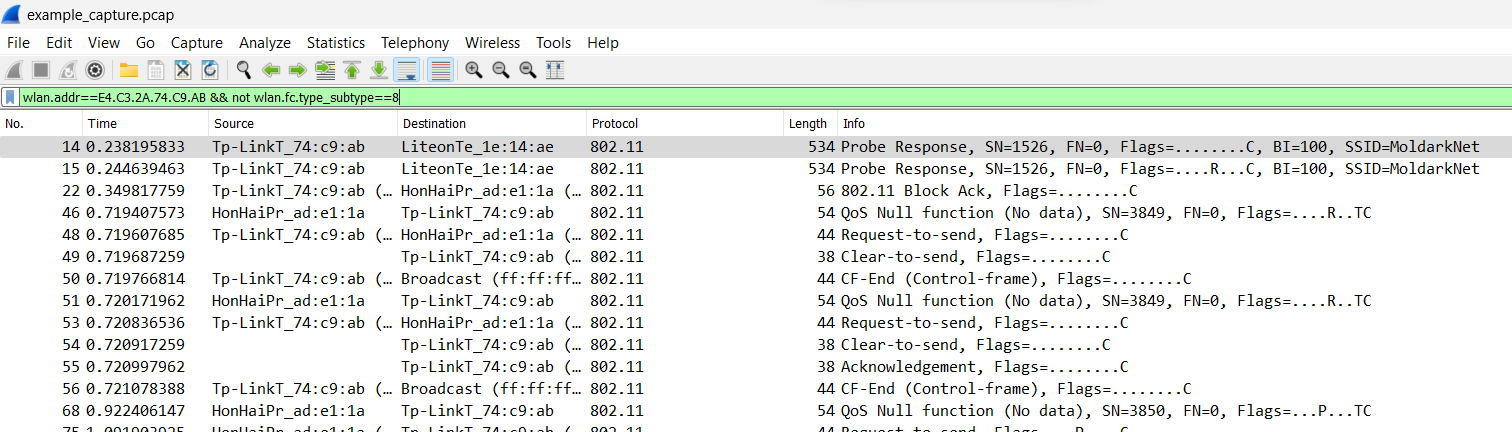 example_capture.pcap
File Edit View Go Capture Analyze Statistics Telephony Wireless Tools Help
wlan.addr==E4.C3.2A.74.C9.AB && not wlan.fc.type_subtype==8
No. Time Source Destination Protocol Length Info
14 0.238195833 Tp-LinkT_74:c9:ab LiteonTe_1e:14:ae 802.11 534 Probe Response, SN=1526, FN=0, Flags=........C, BI=100, SSID=MoldarkNet
15 0.244639463 Tp-LinkT_74:c9:ab LiteonTe_1e:14:ae 802.11 534 Probe Response, SN=1526, FN=0, Flags=....R...C, BI=100, SSID=MoldarkNet
22 0.349817759 Tp-LinkT_74:c9:ab (… HonHaiPr_ad:e1:1a (… 802.11 56 802.11 Block Ack, Flags=........C
46 0.719407573 HonHaiPr_ad:e1:1a Tp-LinkT_74:c9:ab 802.11 54 QoS Null function (No data), SN=3849, FN=0, Flags=....R..TC
48 0.719607685 Tp-LinkT_74:c9:ab (… HonHaiPr_ad:e1:1a (… 802.11 44 Request-to-send, Flags=........C
49 0.719687259 Tp-LinkT_74:c9:ab (… 802.11 38 Clear-to-send, Flags=........C
50 0.719766814 Tp-LinkT_74:c9:ab (… Broadcast (ff:ff:ff… 802.11 44 CF-End (Control-frame), Flags=........C
51 0.720171962 HonHaiPr_ad:e1:1a Tp-LinkT_74:c9:ab 802.11 54 QoS Null function (No data), SN=3849, FN=0, Flags=....R..TC
53 0.720836536 Tp-LinkT_74:c9:ab (… HonHaiPr_ad:e1:1a (… 802.11 44 Request-to-send, Flags=........C
54 0.720917259 Tp-LinkT_74:c9:ab (… 802.11 38 Clear-to-send, Flags=........C
55 0.720997962 Tp-LinkT_74:c9:ab (… 802.11 38 Acknowledgement, Flags=........C
56 0.721078388 Tp-LinkT_74:c9:ab (… Broadcast (ff:ff:ff… 802.11 44 CF-End (Control-frame), Flags=........C
68 0.922406147 HonHaiPr_ad:e1:1a Tp-LinkT_74:c9:ab 802.11 54 QoS Null function (No data), SN=3850, FN=0, Flags=...P...TC